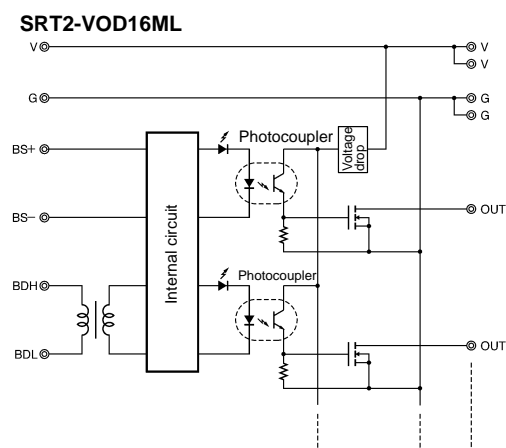 SRT2-VOD16ML
V
V
V
G
G
G
BS+
Photocoupler
Voltage drop
BS−
OUT
Internal circuit
BDH
Photocoupler
BDL
OUT